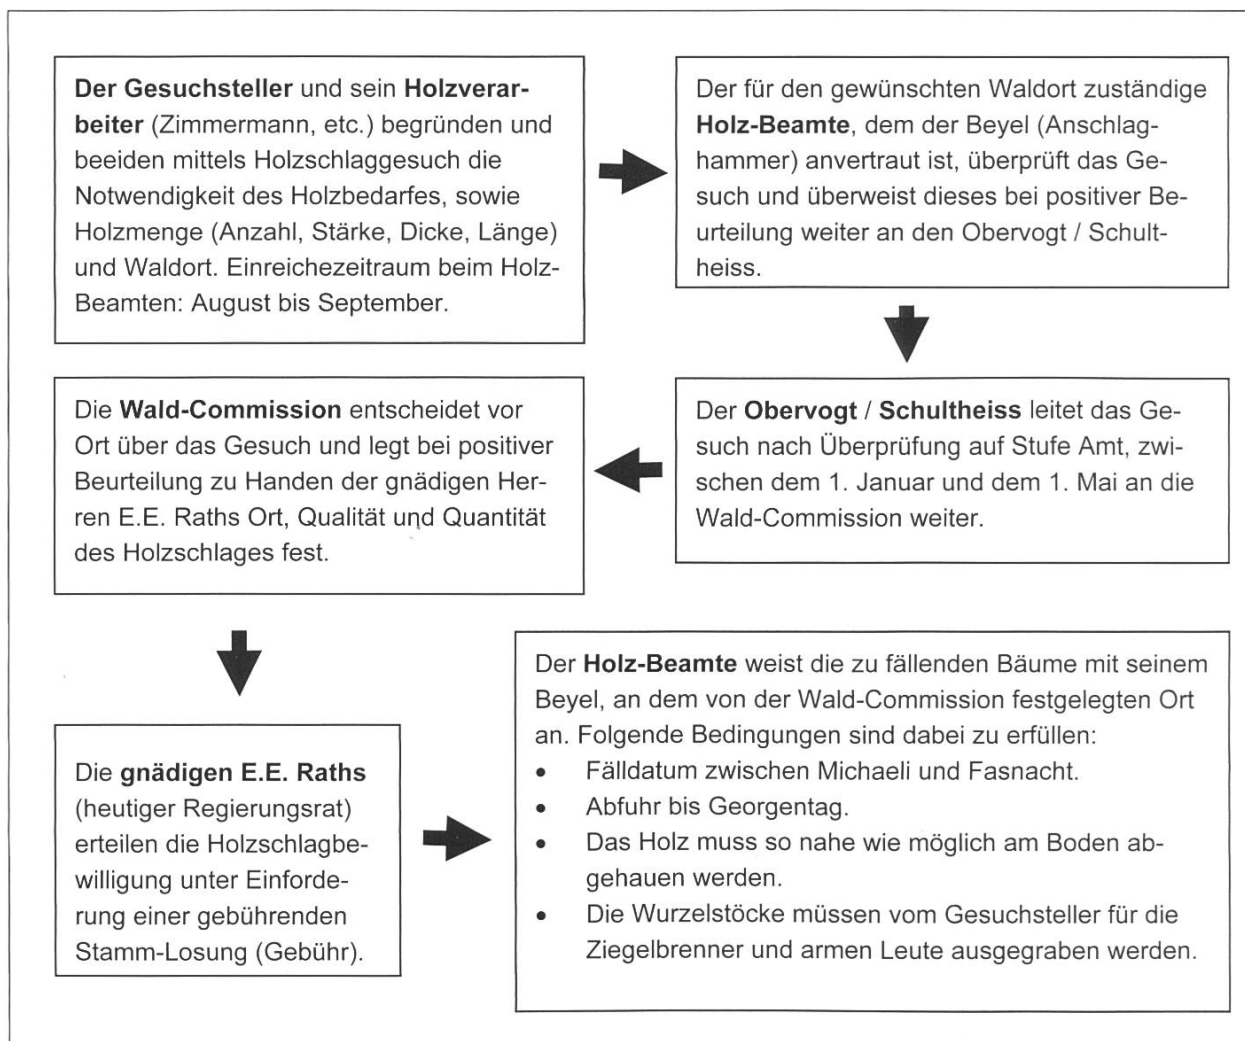 Der Gesuchsteller und sein Holzverar-
beiter (Zimmermann, etc.) begründen und
beeiden mittels Holzschlaggesuch die
Notwendigkeit des Holzbedarfes, sowie
Holzmenge (Anzahl, Stärke, Dicke, Länge)
und Waldort. Einreichezeitraum beim Holz-
Beamten: August bis September.
Der für den gewünschten Waldort zuständige
Holz-Beamte, dem der Beyel (Anschlag-
hammer) anvertraut ist, überprüft das Ge-
such und überweist dieses bei positiver Be-
urteilung weiter an den Obervogt / Schult-
heiss.
Der Obervogt / Schultheiss leitet das Ge-
such nach Überprüfung auf Stufe Amt, zwi-
schen dem 1. Januar und dem 1. Mai an die
Wald-Commission weiter.
Die Wald-Commission entscheidet vor
Ort über das Gesuch und legt bei positiver
Beurteilung zu Handen der gnädigen Her-
ren E.E. Raths Ort, Qualität und Quantität
des Holzschlages fest.
Die gnädigen E.E. Raths
(heutiger Regierungsrat)
erteilen die Holzschlagbe-
willigung unter Einforde-
rung einer gebührenden
Stamm-Losung (Gebühr).
Der Holz-Beamte weist die zu fällenden Bäume mit seinem
Beyel, an dem von der Wald-Commission festgelegten Ort
an. Folgende Bedingungen sind dabei zu erfüllen:
• Fälldatum zwischen Michaeli und Fasnacht.
• Abfuhr bis Georgentag.
• Das Holz muss so nahe wie möglich am Boden ab-
gehauen werden.
• Die Wurzelstöcke müssen vom Gesuchsteller für die
Ziegelbrenner und armen Leute ausgegraben werden.